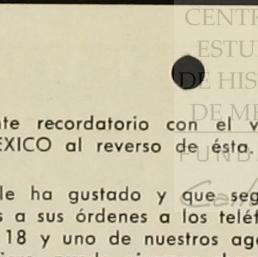 CENTR
ESTU
DE HIS
DE M
FUND
nte recordatorio con el v
EXICO al reverso de ésta.
le ha gustado y que seg
s a sus órdenes a los teléf
18 y uno de nuestros age